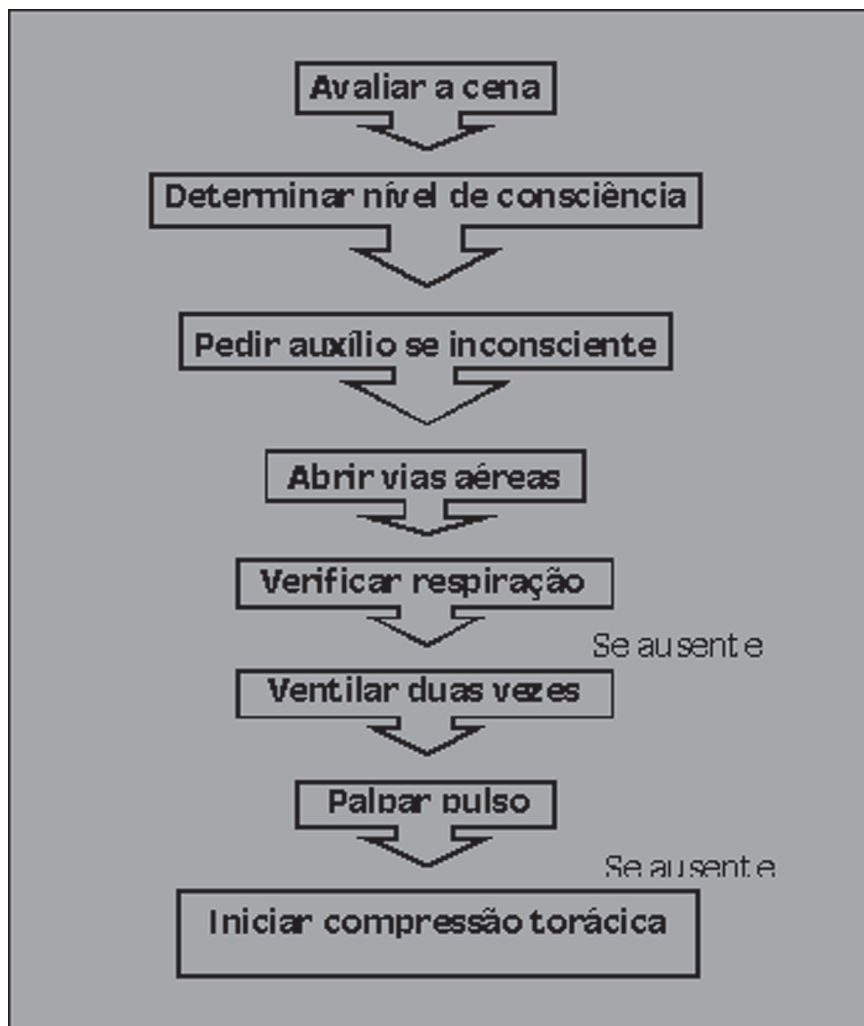 Avaliar a cena
Determinar nível de consciência
Pedir auxílio se inconsciente
Abrir vias aéreas
Verificar respiração
Se ausente
Ventilar duas vezes
Palpar pulso
Se ausente
Iniciar compressão torácica